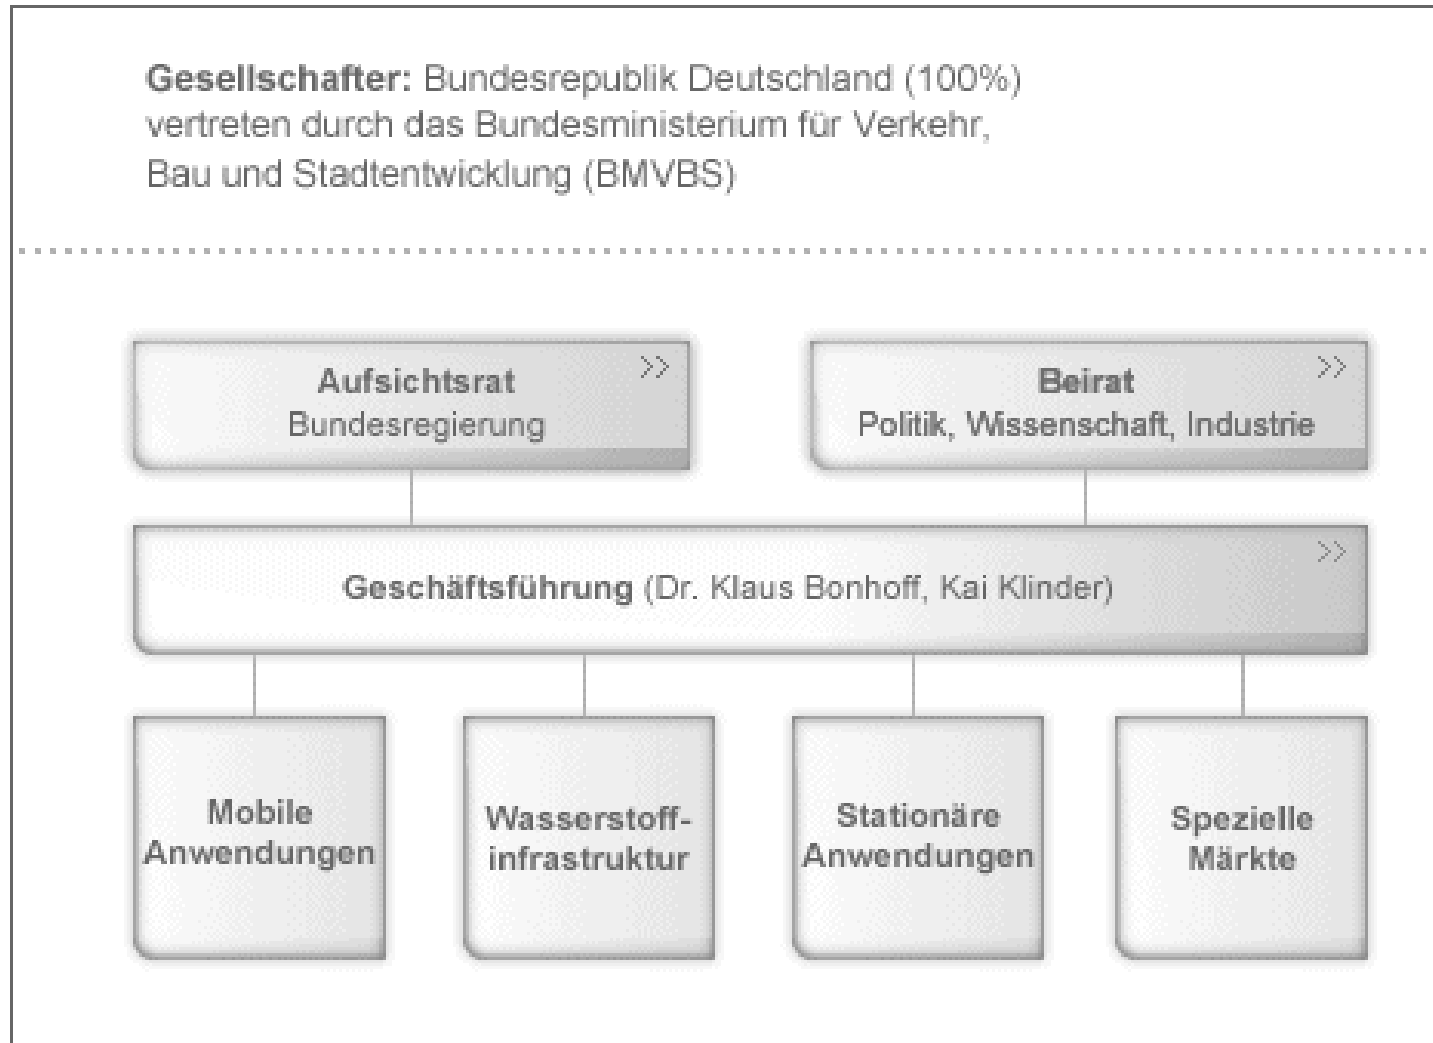 Gesellschafter: Bundesrepublik Deutschland (100%)
vertreten durch das Bundesministerium für Verkehr,
Bau und Stadtentwicklung (BMVBS)
Aufsichtsrat
Bundesregierung
Beirat
Politik, Wissenschaft, Industrie
Geschäftsführung (Dr. Klaus Bonhoff, Kai Klinder)
Mobile
Anwendungen
Wasserstoff-
infrastruktur
Stationäre
Anwendungen
Spezielle
Märkte